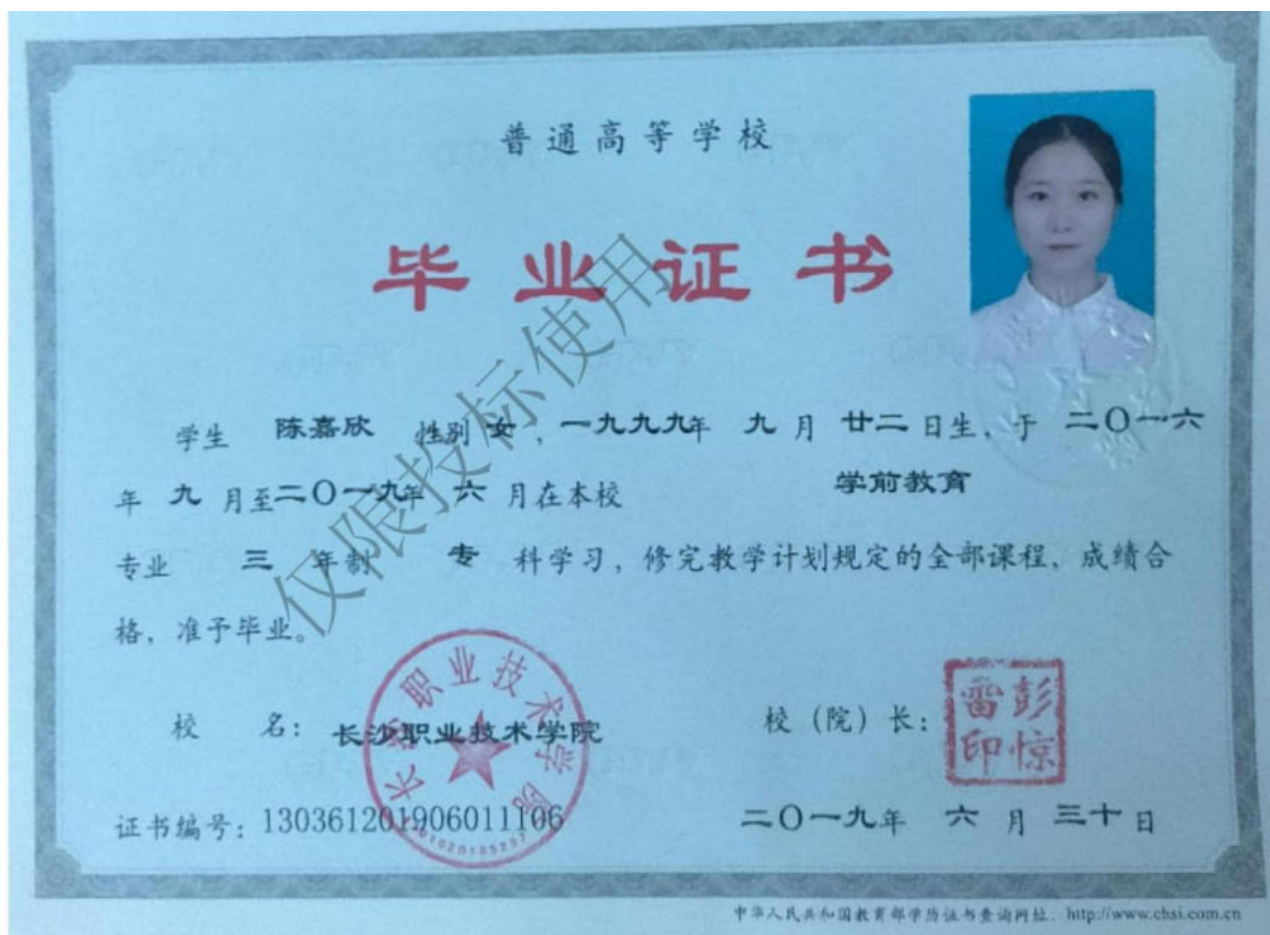 普通高等学校
毕业证书
学生 陈嘉欣 性别 女，一九九九年 九 月 廿二 日生，于 二〇一六
年 九 月至二〇一九年 六 月在本校 学前教育
专业 三 年制 专 科学习，修完教学计划规定的全部课程，成绩合
格，准予毕业。
校 名：长沙职业技术学院
校（院）长：
彭惊雷印
证书编号：130361201906011106
二〇一九年 六 月 三十 日
长沙职业技术学院
仅限投标使用
中华人民共和国教育部学历证书查询网址：http://www.chsi.com.cn